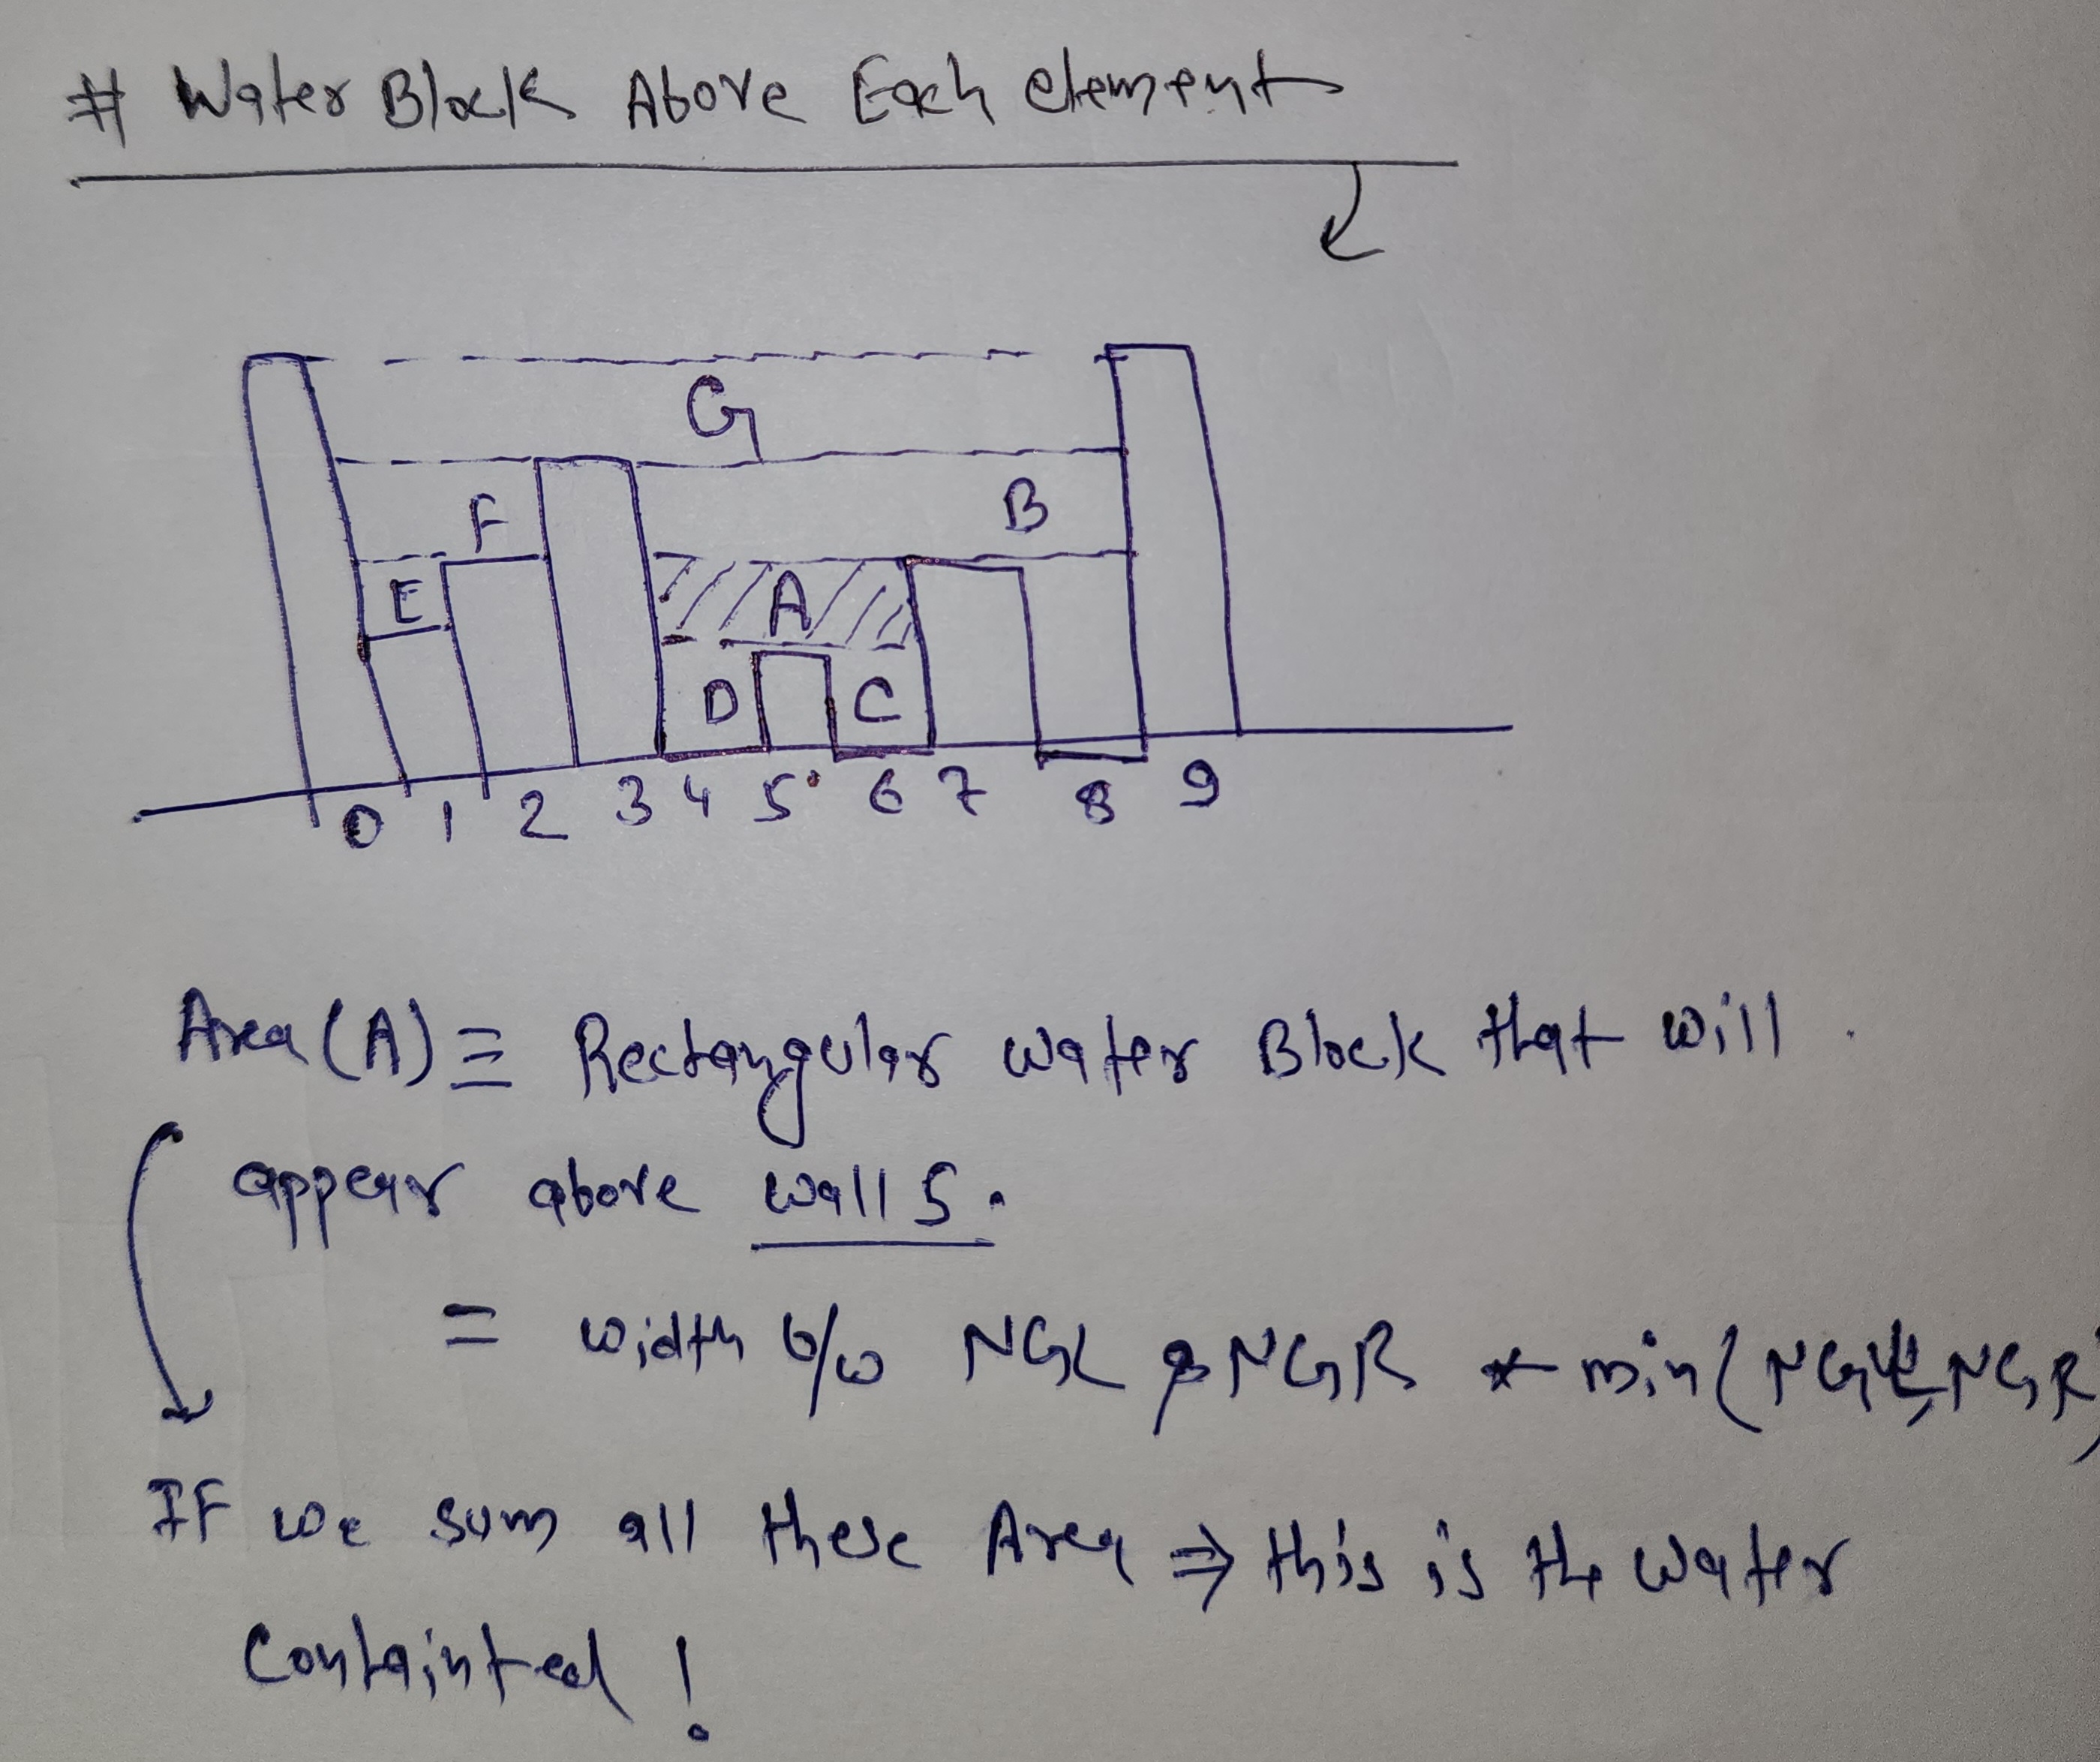 # Water Block Above Each element
G
F
B
E
A
D
C
0 1 2 3 4 5 6 7 8 9
Area (A) ≡ Rectangular water Block that will
appear above wall 5.
= width b/w NGL & NGR * min(NGL, NGR)
If we sum all these Area ⇒ this is the water
Containted !